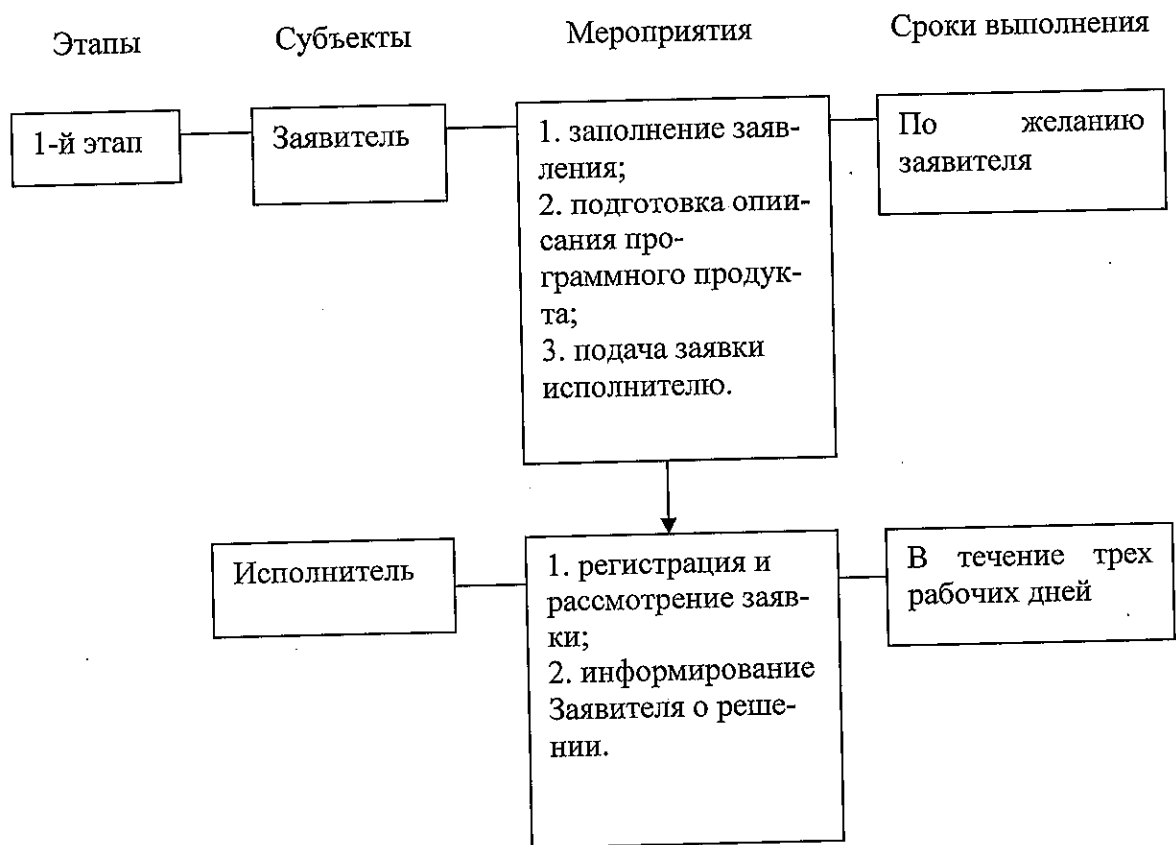 Этапы
Субъекты
Мероприятия
Сроки выполнения
1-й этап
Заявитель
1. заполнение заяв-
ления;
2. подготовка опии-
сания про-
граммного продук-
та;
3. подача заявки
исполнителю.
По желанию
заявителя
Исполнитель
1. регистрация и
рассмотрение заяв-
ки;
2. информирование
Заявителя о реше-
нии.
В течение трех
рабочих дней